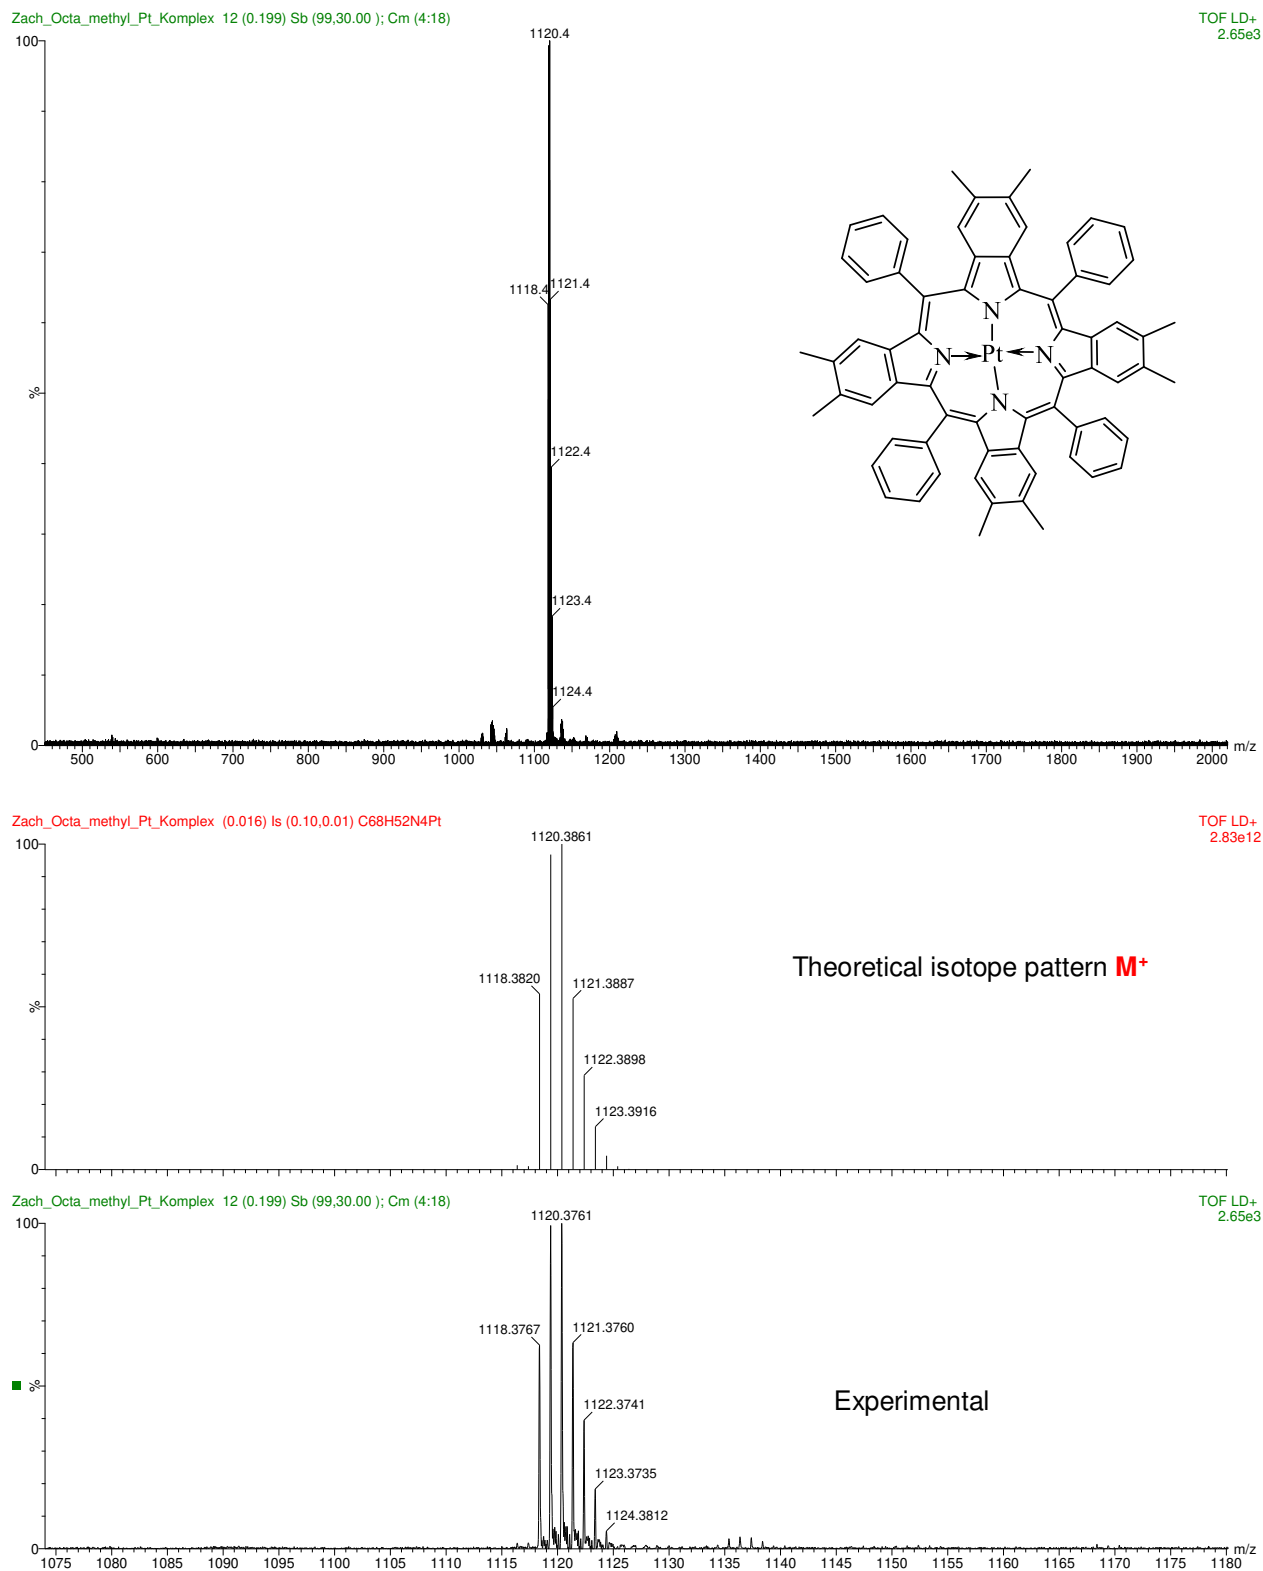 Zach_Octa_methyl_Pt_Komplex 12 (0.199) Sb (99,30.00 ); Cm (4:18)
TOF LD+
2.65e3
100
%
0
1120.4
1118.4
1121.4
1122.4
1123.4
1124.4
N
N
Pt
N
N
500 600 700 800 900 1000 1100 1200 1300 1400 1500 1600 1700 1800 1900 2000 m/z
Zach_Octa_methyl_Pt_Komplex (0.016) Is (0.10,0.01) C68H52N4Pt
TOF LD+
2.83e12
100
%
0
1120.3861
1118.3820
1121.3887
1122.3898
1123.3916
Theoretical isotope pattern M+
Zach_Octa_methyl_Pt_Komplex 12 (0.199) Sb (99,30.00 ); Cm (4:18)
TOF LD+
2.65e3
100
%
0
1120.3761
1118.3767
1121.3760
1122.3741
1123.3735
1124.3812
Experimental
1075 1080 1085 1090 1095 1100 1105 1110 1115 1120 1125 1130 1135 1140 1145 1150 1155 1160 1165 1170 1175 1180 m/z